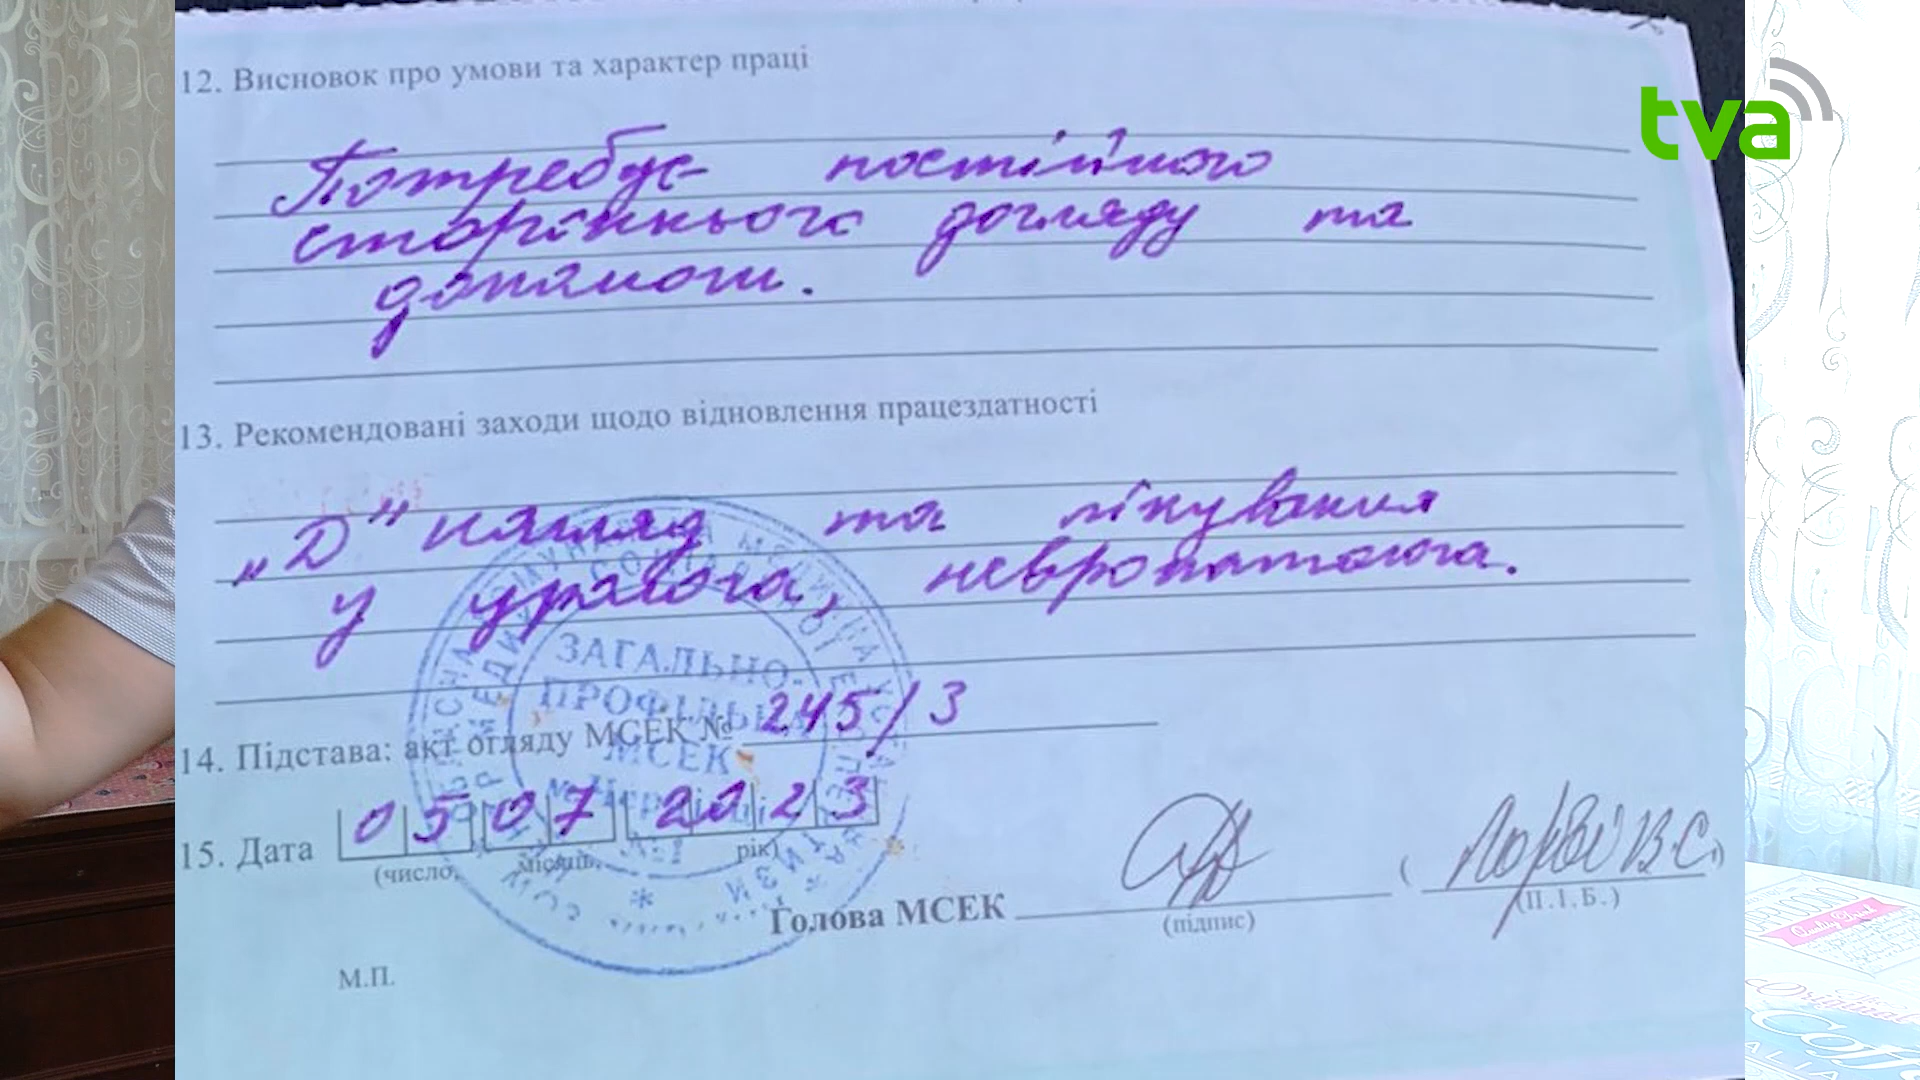 tva
12. Висновок про умови та характер праці
Потребує постійного
стороннього догляду та
допомоги.
13. Рекомендовані заходи щодо відновлення працездатності
„Д" нагляд та лікування
у уролога, невропатолога.
ЗАГАЛЬНО-
ПРОФІЛЬНА
МСЕК
14. Підстава: акт огляду МСЕК № 245/3
15. Дата 05 07 2023
(число, місяць, рік)
Голова МСЕК
(підпис) (П.І.Б.)
М.П.
Original